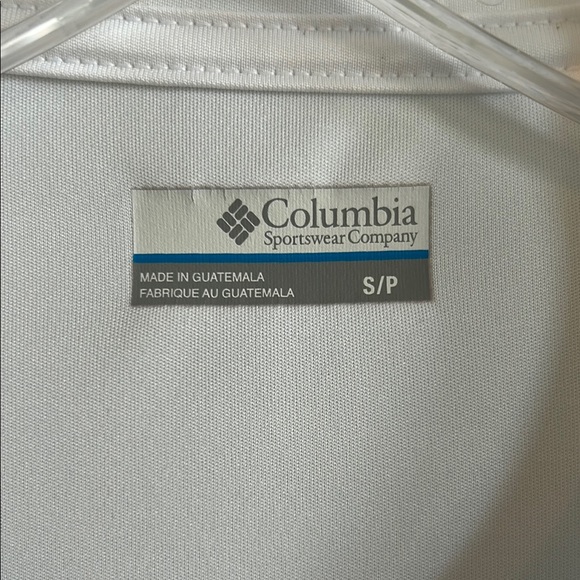 Columbia
Sportswear Company
MADE IN GUATEMALA
FABRIQUE AU GUATEMALA
S/P